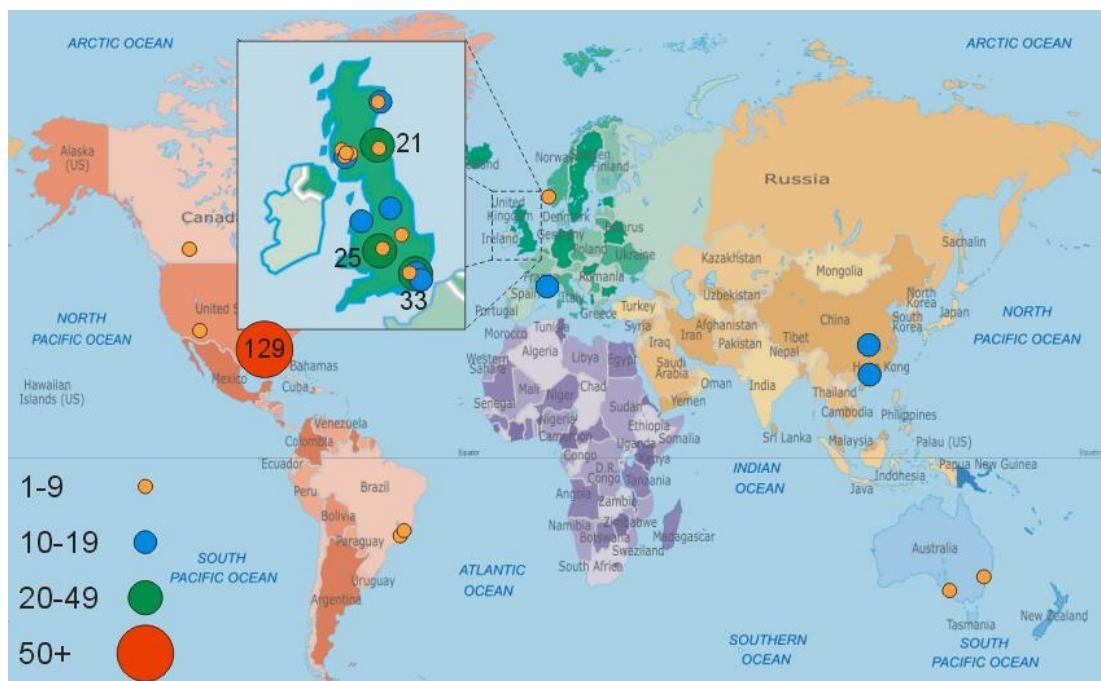 ARCTIC OCEAN
ARCTIC OCEAN
Alaska
(US)
21
Norway
Finland
Russia
United
Kingdom
Denmark
Ireland
Germany
Belarus
Poland
Ukraine
Romania
Spain
Italy
Portugal
Greece
Turkey
25
33
Kazakhstan
Mongolia
Sachalin
Uzbekistan
North
Korea
South
Korea
Japan
China
Tibet
Nepal
Afghanistan
Pakistan
Iran
Iraq
Syria
Saudi
Arabia
Oman
Yemen
India
Sri Lanka
Thailand
Cambodia
Malaysia
Philippines
Palau (US)
Papua New Guinea
Indonesia
Java
NORTH
PACIFIC OCEAN
NORTH
PACIFIC OCEAN
129
Bahamas
Mexico
Cuba
Hawaiian
Islands (US)
Morocco
Tunisia
Algeria
Libya
Egypt
Western
Sahara
Mali
Niger
Chad
Sudan
Senegal
Nigeria
Cameroon
Ethiopia
Somalia
Uganda
Kenya
Congo
D.R.
Congo
Tanzania
Angola
Zambia
Zimbabwe
Namibia
Botswana
Madagascar
Swaziland
South Africa
Venezuela
Colombia
Ecuador
Equator
Peru
Brazil
Bolivia
Paraguay
Uruguay
Argentina
INDIAN
OCEAN
1-9
10-19
20-49
50+
SOUTH
PACIFIC OCEAN
ATLANTIC
OCEAN
SOUTHERN
OCEAN
Australia
Tasmania
New Zealand
SOUTH
PACIFIC OCEAN